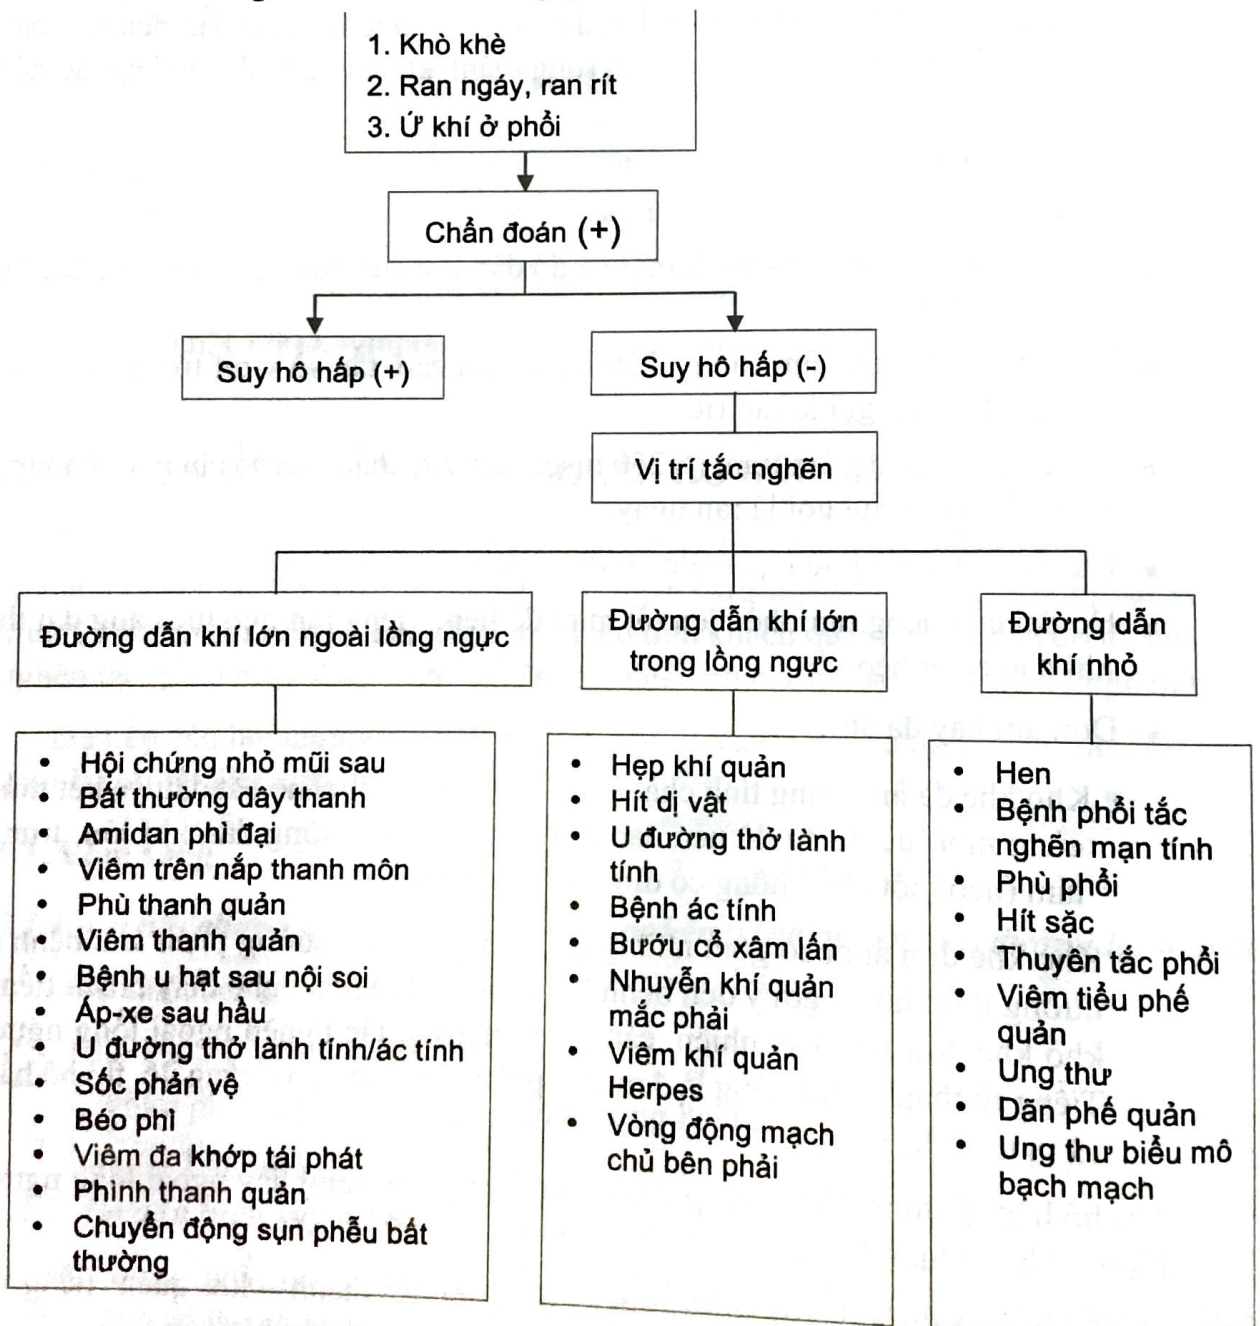 1. Khò khè
2. Ran ngáy, ran rít
3. Ứ khí ở phổi
Chẩn đoán (+)
Suy hô hấp (+)
Suy hô hấp (-)
Vị trí tắc nghẽn
Đường dẫn khí lớn ngoài lồng ngực
• Hội chứng nhỏ mũi sau
• Bất thường dây thanh
• Amidan phì đại
• Viêm trên nắp thanh môn
• Phù thanh quản
• Viêm thanh quản
• Bệnh u hạt sau nội soi
• Áp-xe sau hầu
• U đường thở lành tính/ác tính
• Sốc phản vệ
• Béo phì
• Viêm đa khớp tái phát
• Phình thanh quản
• Chuyển động sụn phễu bất
thường
Đường dẫn khí lớn
trong lồng ngực
• Hẹp khí quản
• Hít dị vật
• U đường thở lành
tính
• Bệnh ác tính
• Bướu cổ xâm lấn
• Nhuyễn khí quản
mắc phải
• Viêm khí quản
Herpes
• Vòng động mạch
chủ bên phải
Đường dẫn
khí nhỏ
• Hen
• Bệnh phổi tắc
nghẽn mạn tính
• Phù phổi
• Hít sặc
• Thuyên tắc phổi
• Viêm tiểu phế
quản
• Ung thư
• Dãn phế quản
• Ung thư biểu mô
bạch mạch